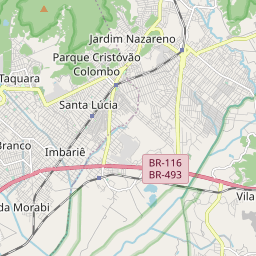 Jardim Nazareno
Parque Cristóvão
Colombo
Taquara
Santa Lúcia
Branco
Imbariê
BR-116
BR-493
da Morabi
Vila